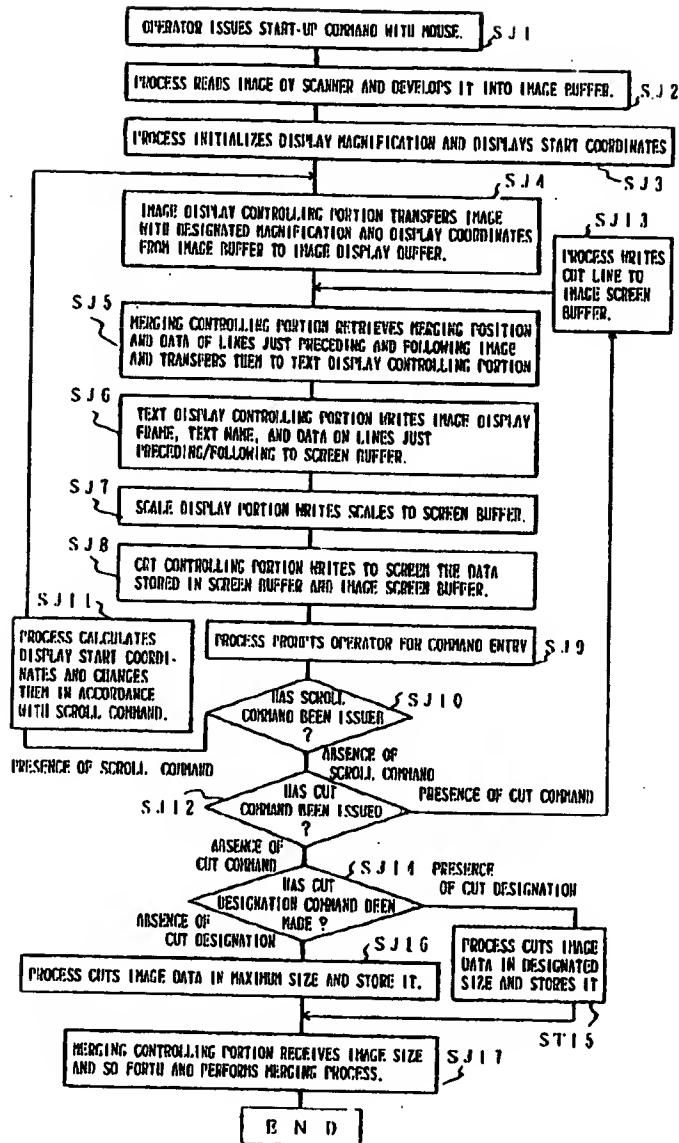 OPERATOR ISSUES START-UP COMMAND WITH MOUSE.
SJ1
PROCESS READS IMAGE BY SCANNER AND DEVELOPS IT INTO IMAGE BUFFER.
SJ2
PROCESS INITIALIZES DISPLAY MAGNIFICATION AND DISPLAYS START COORDINATES
SJ3
SJ4
IMAGE DISPLAY CONTROLLING PORTION TRANSFERS IMAGE
WITH DESIGNATED MAGNIFICATION AND DISPLAY COORDINATES
FROM IMAGE BUFFER TO IMAGE DISPLAY BUFFER.
SJ13
PROCESS WRITES
CUT LINE TO
IMAGE SCREEN
BUFFER.
SJ5
MERGING CONTROLLING PORTION RETRIEVES MERGING POSITION
AND DATA OF LINES JUST PRECEDING AND FOLLOWING IMAGE
AND TRANSFERS THEM TO TEXT DISPLAY CONTROLLING PORTION
SJ6
TEXT DISPLAY CONTROLLING PORTION WRITES IMAGE DISPLAY
FRAME, TEXT NAME, AND DATA ON LINES JUST
PRECEDING/FOLLOWING TO SCREEN BUFFER.
SJ7
SCALE DISPLAY PORTION WRITES SCALES TO SCREEN BUFFER.
SJ8
CRT CONTROLLING PORTION WRITES TO SCREEN THE DATA
STORED IN SCREEN BUFFER AND IMAGE SCREEN BUFFER.
SJ11
PROCESS CALCULATES
DISPLAY START COORDI-
NATES AND CHANGES
THEM IN ACCORDANCE
WITH SCROLL COMMAND.
PROCESS PROMPTS OPERATOR FOR COMMAND ENTRY
SJ9
HAS SCROLL
COMMAND BEEN ISSUER
?
SJ10
PRESENCE OF SCROLL COMMAND
ABSENCE OF
SCROLL COMMAND
SJ12
HAS CUT
COMMAND BEEN ISSUED
?
PRESENCE OF CUT COMMAND
ABSENCE OF
CUT COMMAND
SJ14
HAS CUT
DESIGNATION COMMAND BEEN
MADE ?
PRESENCE
OF CUT DESIGNATION
ABSENCE OF
CUT DESIGNATION
SJ16
PROCESS CUTS IMAGE DATA IN MAXIMUM SIZE AND STORE IT.
PROCESS CUTS IMAGE
DATA IN DESIGNATED
SIZE AND STORES IT
ST15
MERGING CONTROLLING PORTION RECEIVES IMAGE SIZE
AND SO FORTH AND PERFORMS MERGING PROCESS.
SJ17
END